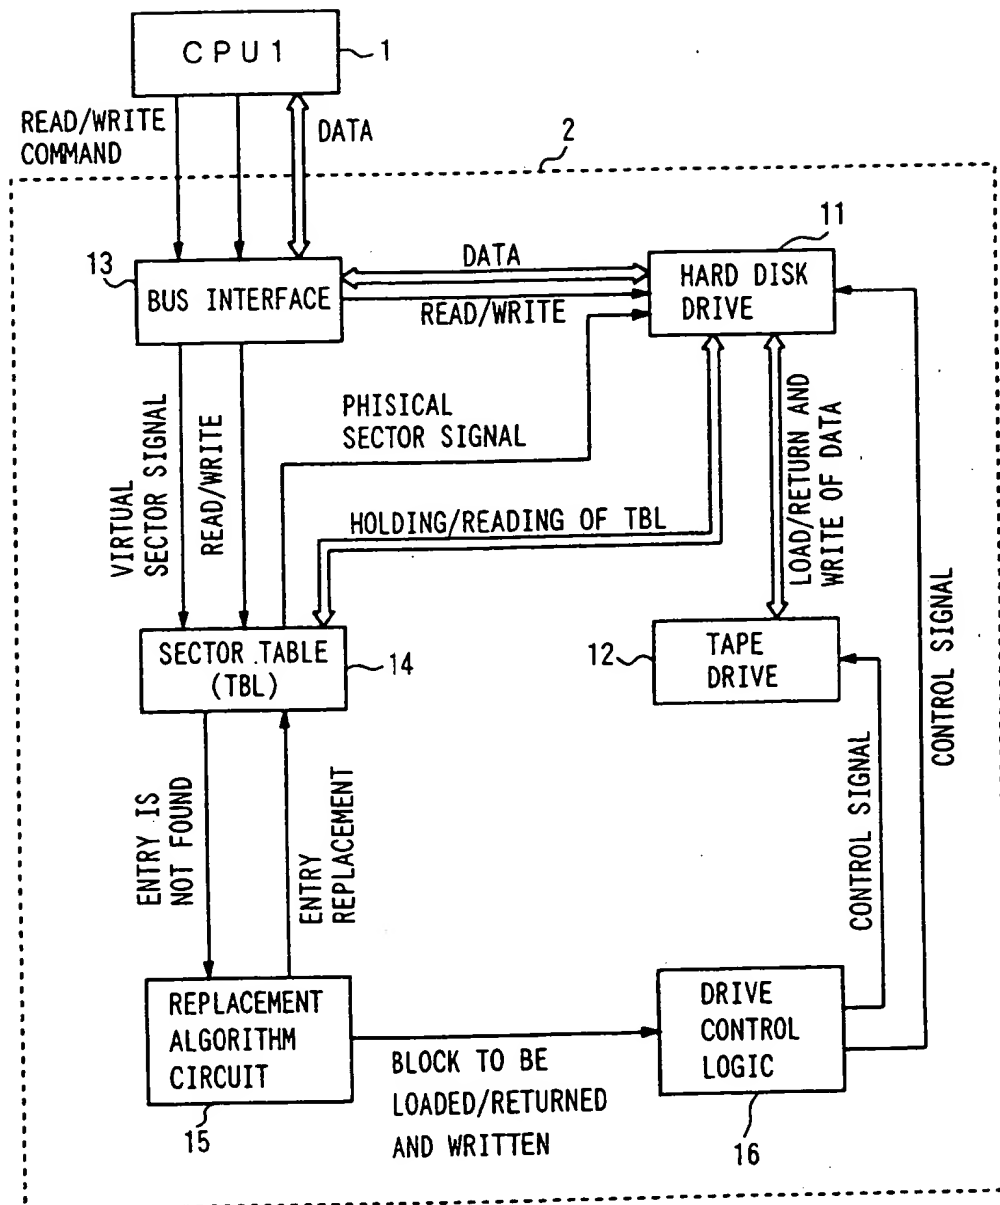 CPU1
1
READ/WRITE
COMMAND
DATA
2
13
BUS INTERFACE
DATA
READ/WRITE
11
HARD DISK
DRIVE
PHISICAL
SECTOR SIGNAL
VIRTUAL
SECTOR SIGNAL
READ/WRITE
HOLDING/READING OF TBL
LOAD/RETURN AND
WRITE OF DATA
SECTOR .TABLE
(TBL)
14
12
TAPE
DRIVE
CONTROL SIGNAL
CONTROL SIGNAL
ENTRY IS
NOT FOUND
ENTRY
REPLACEMENT
REPLACEMENT
ALGORITHM
CIRCUIT
15
BLOCK TO BE
LOADED/RETURNED
AND WRITTEN
DRIVE
CONTROL
LOGIC
16